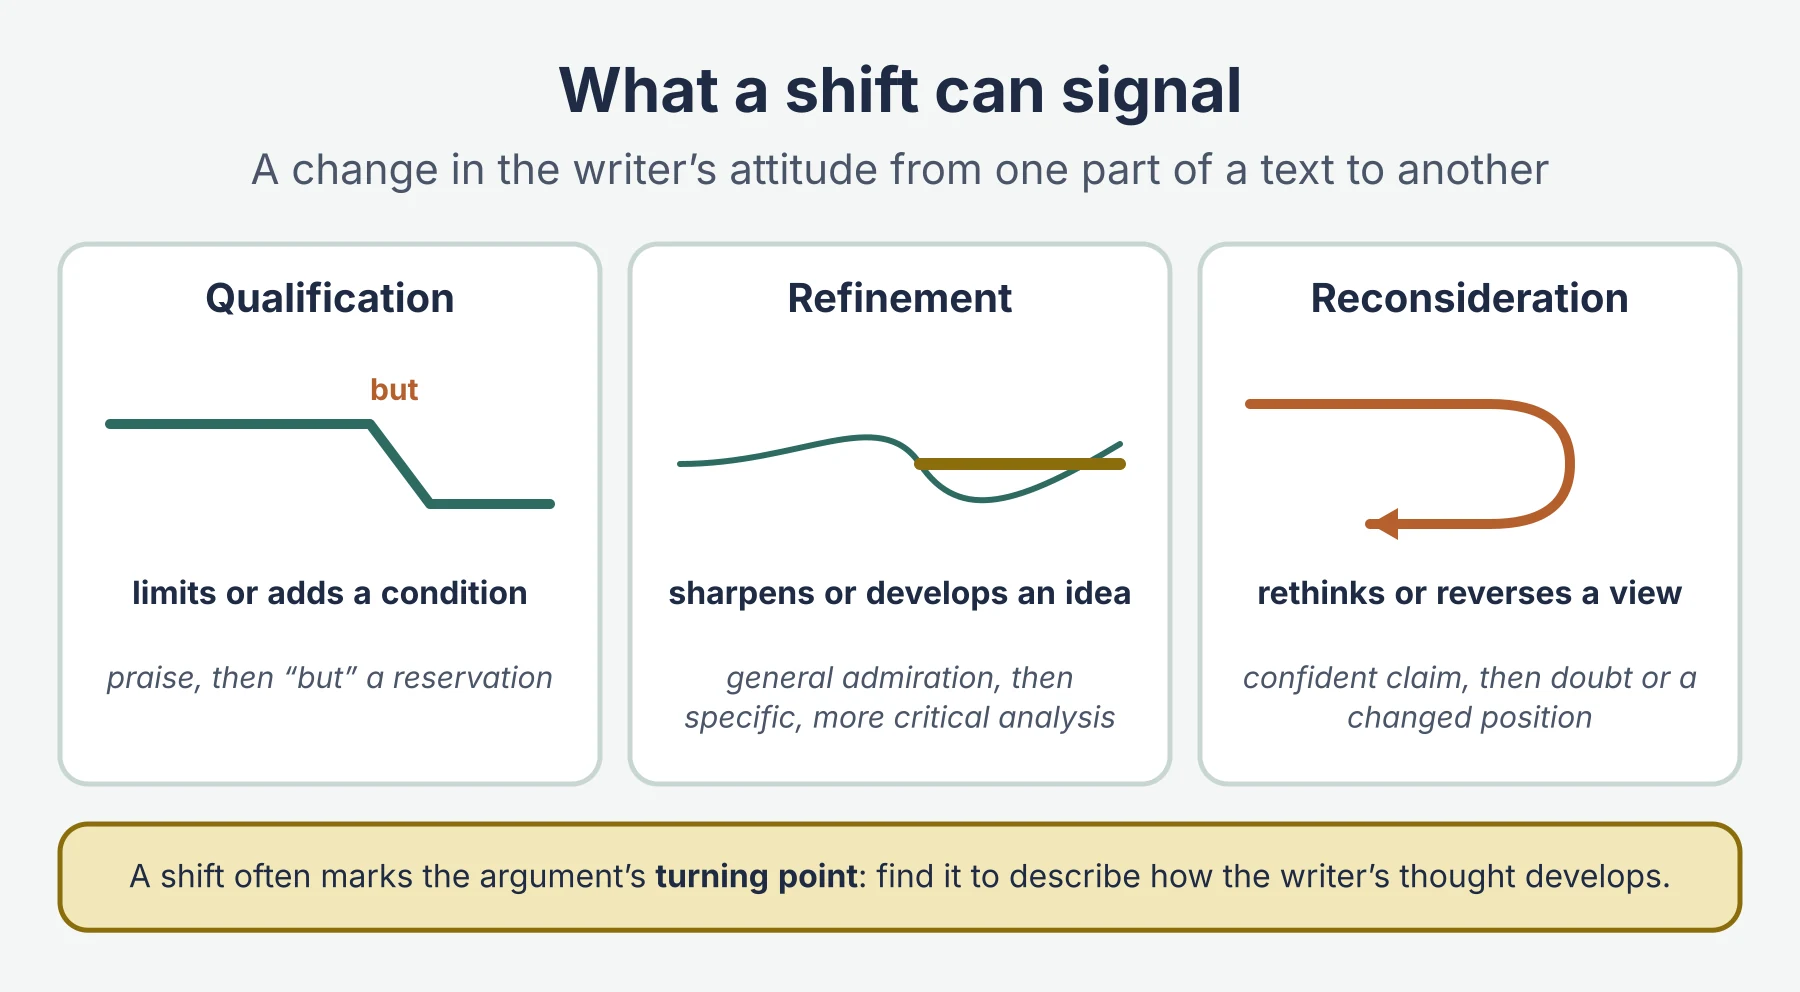 What a shift can signal
A change in the writer’s attitude from one part of a text to another
Qualification
but
limits or adds a condition
praise, then “but” a reservation
Refinement
sharpens or develops an idea
general admiration, then
specific, more critical analysis
Reconsideration
rethinks or reverses a view
confident claim, then doubt or a
changed position
A shift often marks the argument’s turning point: find it to describe how the writer’s thought develops.